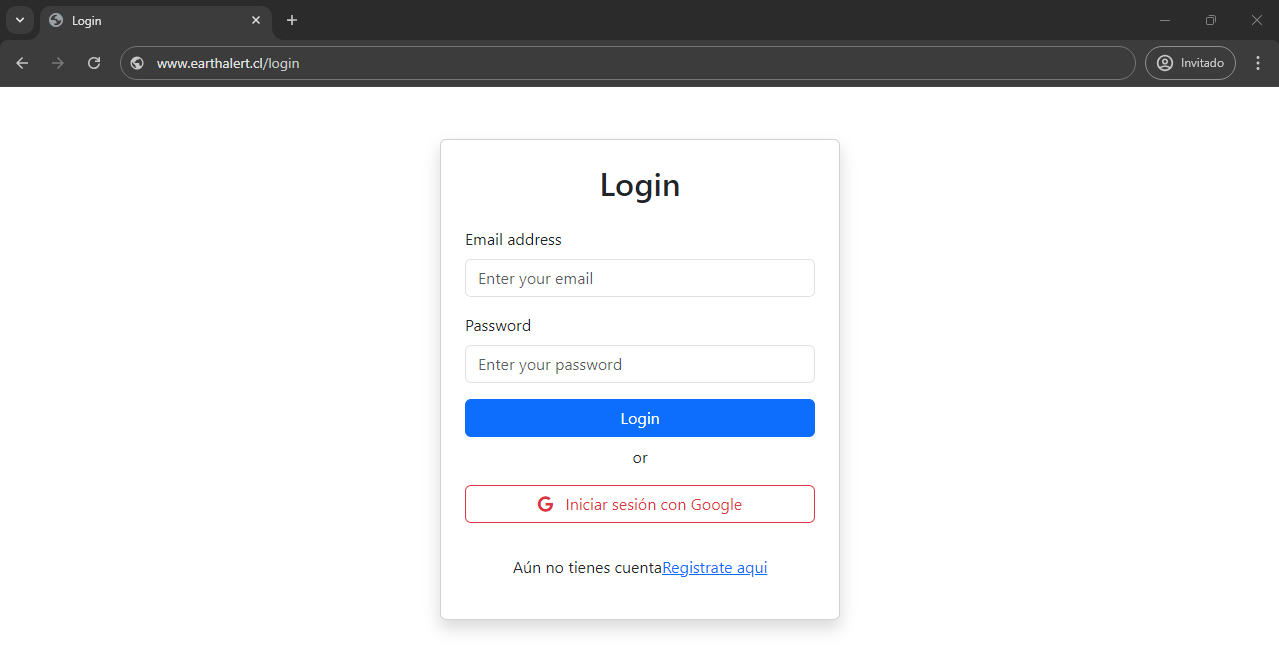 Login
www.earthalert.cl/login
Invitado
Login
Email address
Enter your email
Password
Enter your password
Login
or
Iniciar sesión con Google
Aún no tienes cuentaRegistrate aqui